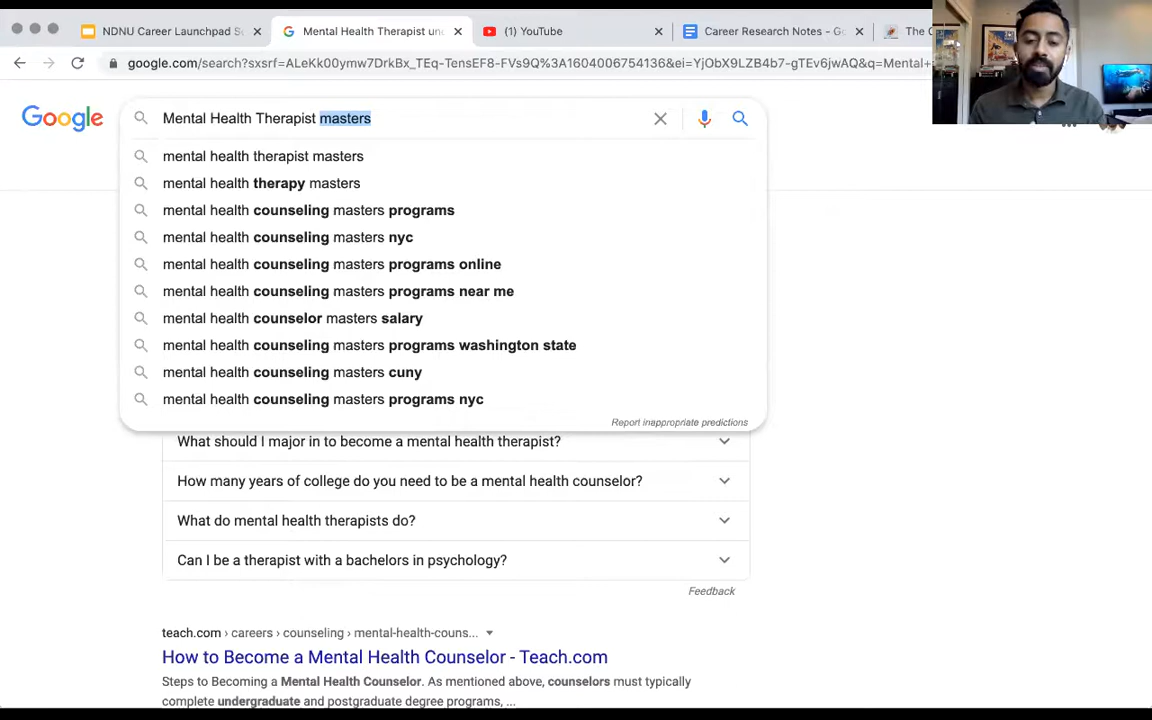 NDNU Career Launchpad S
Mental Health Therapist un
(1) YouTube
Career Research Notes - G
The C
google.com/search?sxsrf=ALeKk00ymw7DrkBx_TEq-TensEF8-FVs9Q%3A1604006754136&ei=YjObX9LZB4b7-gTEv6jwAQ&q=Mental+
Google
Mental Health Therapist masters
mental health therapist masters
mental health therapy masters
mental health counseling masters programs
mental health counseling masters nyc
mental health counseling masters programs online
mental health counseling masters programs near me
mental health counselor masters salary
mental health counseling masters programs washington state
mental health counseling masters cuny
mental health counseling masters programs nyc
Report inappropriate predictions
What should I major in to become a mental health therapist?
How many years of college do you need to be a mental health counselor?
What do mental health therapists do?
Can I be a therapist with a bachelors in psychology?
Feedback
teach.com › careers › counseling › mental-health-couns...
How to Become a Mental Health Counselor - Teach.com
Steps to Becoming a Mental Health Counselor. As mentioned above, counselors must typically
complete undergraduate and postgraduate degree programs, ...